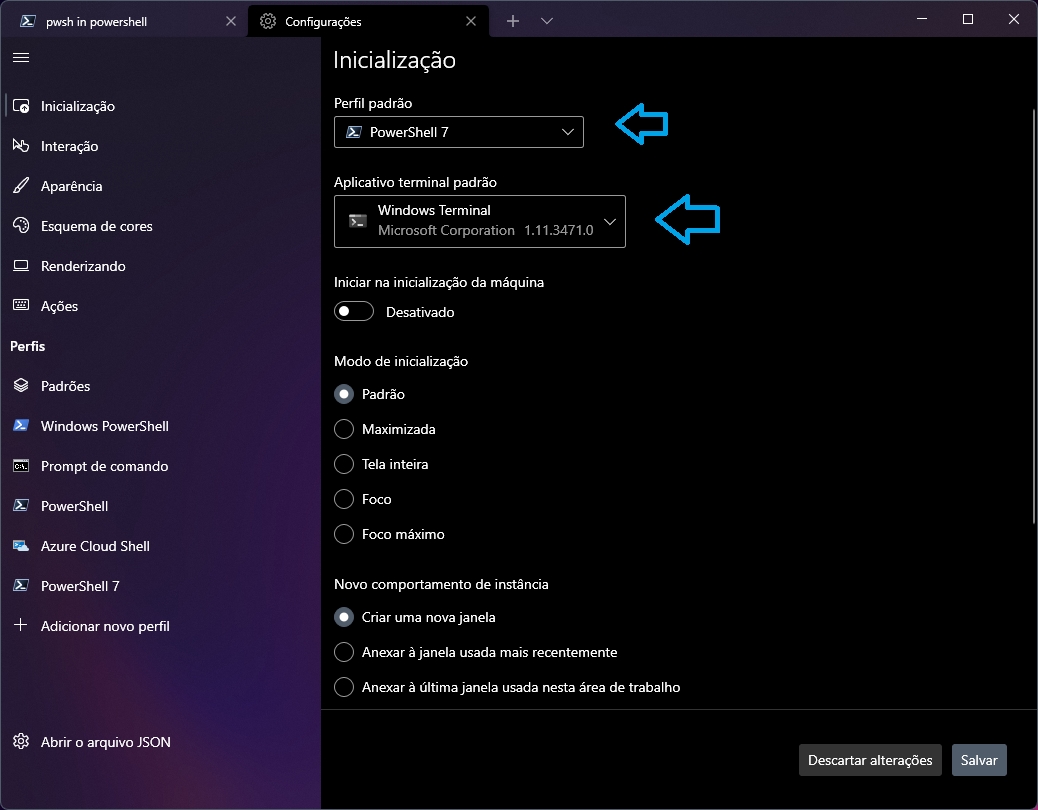 pwsh in powershell
Configurações
Inicialização
Interação
Aparência
Esquema de cores
Renderizando
Ações
Perfis
Padrões
Windows PowerShell
Prompt de comando
PowerShell
Azure Cloud Shell
PowerShell 7
Adicionar novo perfil
Abrir o arquivo JSON
Inicialização
Perfil padrão
PowerShell 7
Aplicativo terminal padrão
Windows Terminal
Microsoft Corporation 1.11.3471.0
Iniciar na inicialização da máquina
Desativado
Modo de inicialização
Padrão
Maximizada
Tela inteira
Foco
Foco máximo
Novo comportamento de instância
Criar uma nova janela
Anexar à janela usada mais recentemente
Anexar à última janela usada nesta área de trabalho
Descartar alterações
Salvar